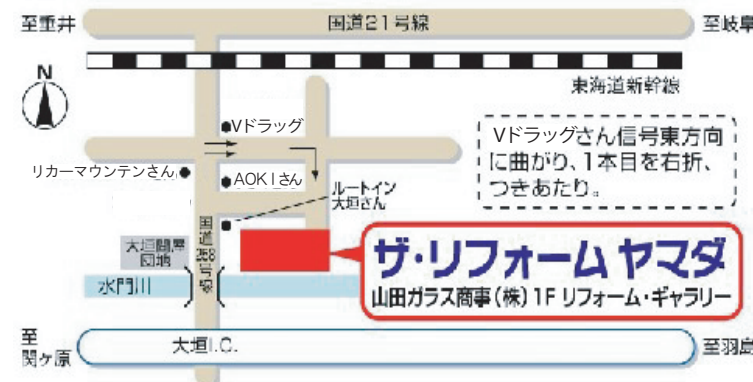 至垂井
国道21号線
至岐阜
東海道新幹線
N
Vドラッグ
Vドラッグさん信号東方向
に曲がり、1本目を右折、
つきあたり。
リカーマウンテンさん
AOKIさん
ルートイン
大垣さん
国道258号線
大垣問屋
団地
ザ・リフォーム ヤマダ
山田ガラス商事(株)1F リフォーム・ギャラリー
水門川
至
関ヶ原
大垣I.C.
至羽島